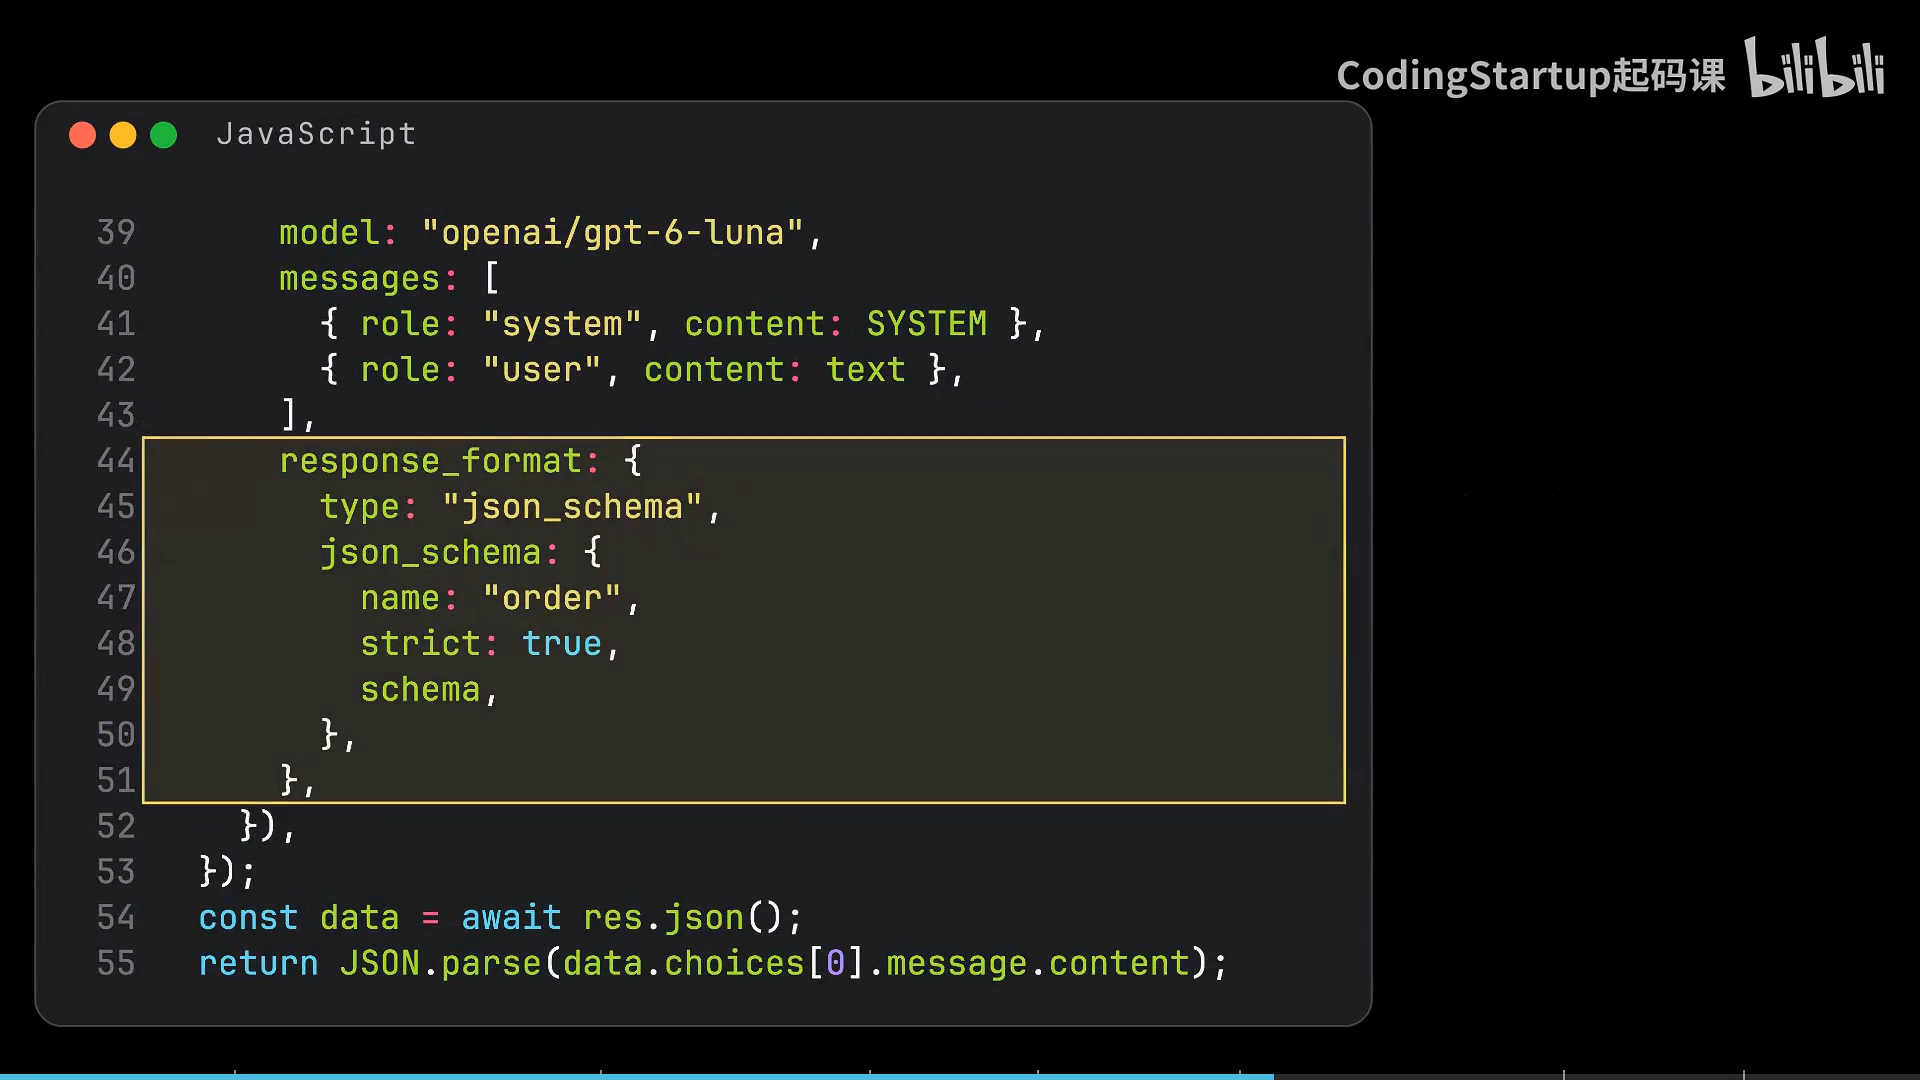 CodingStartup起码课 bilibili
JavaScript
39 model: "openai/gpt-6-luna",
40 messages: [
41 { role: "system", content: SYSTEM },
42 { role: "user", content: text },
43 ],
44 response_format: {
45 type: "json_schema",
46 json_schema: {
47 name: "order",
48 strict: true,
49 schema,
50 },
51 },
52 }),
53 });
54 const data = await res.json();
55 return JSON.parse(data.choices[0].message.content);